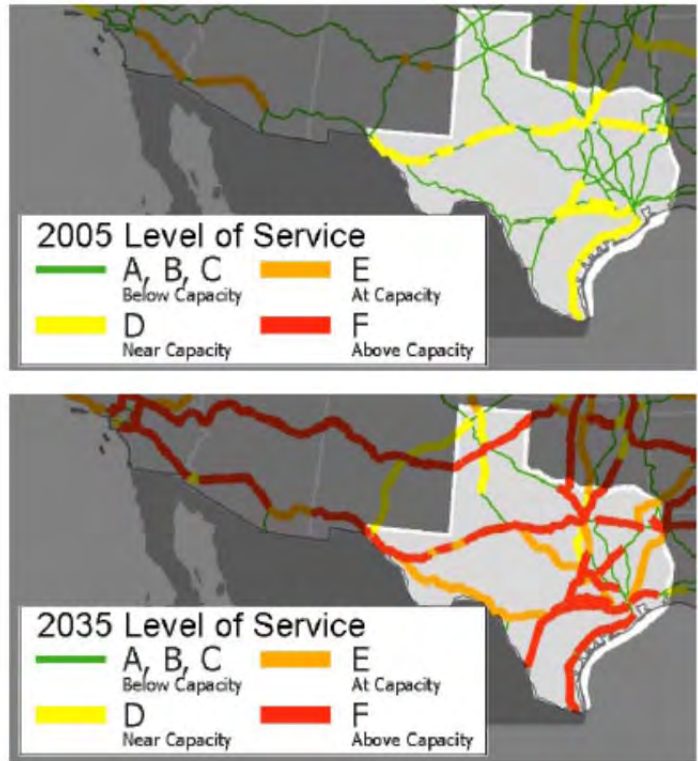 2005 Level of Service
A, B, C E
Below Capacity At Capacity
D F
Near Capacity Above Capacity
2035 Level of Service
A, B, C E
Below Capacity At Capacity
D F
Near Capacity Above Capacity